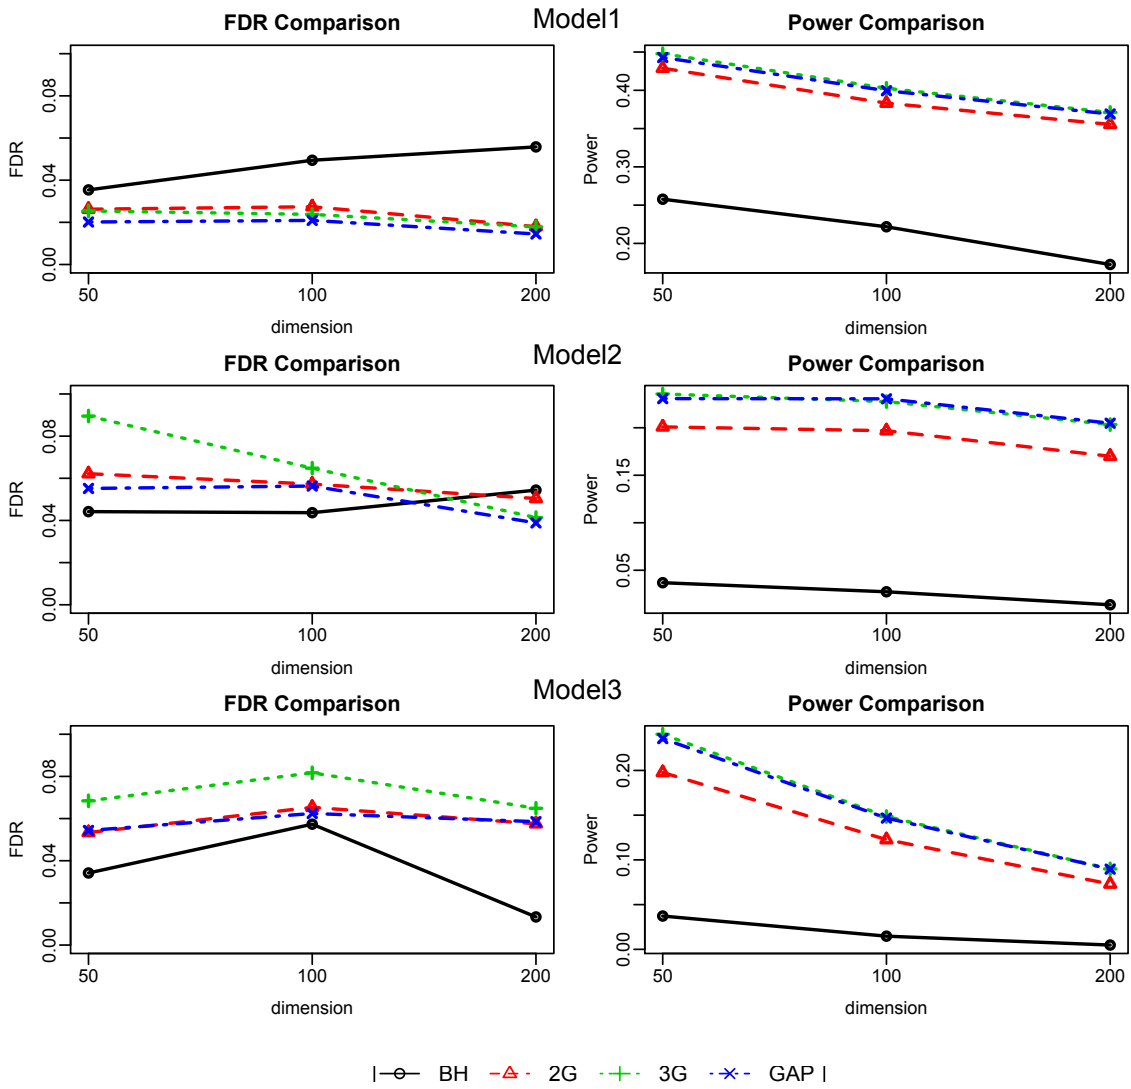 Model1
FDR Comparison
Power Comparison
FDR
0.00 0.04 0.08
50 100 200
dimension
Power
0.20 0.30 0.40
50 100 200
dimension
Model2
FDR Comparison
Power Comparison
FDR
0.00 0.04 0.08
50 100 200
dimension
Power
0.05 0.15
50 100 200
dimension
Model3
FDR Comparison
Power Comparison
FDR
0.00 0.04 0.08
50 100 200
dimension
Power
0.00 0.10 0.20
50 100 200
dimension
BH 2G 3G GAP